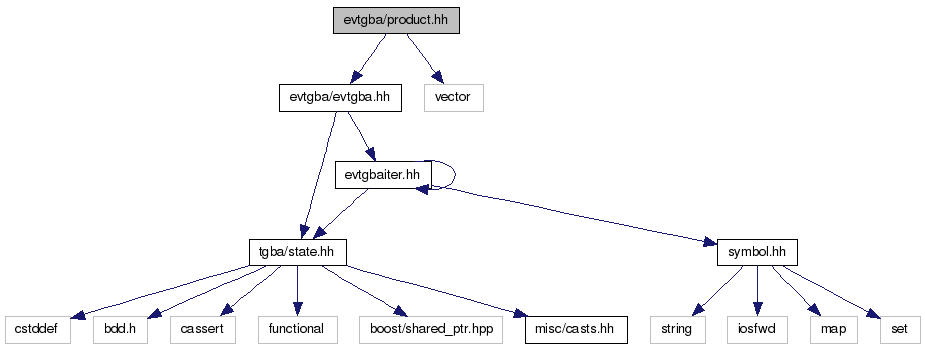 evtgba/product.hh
evtgba/evtgba.hh
vector
evtgbaiter.hh
tgba/state.hh
symbol.hh
cstddef
bdd.h
cassert
functional
boost/shared_ptr.hpp
misc/casts.hh
string
iosfwd
map
set